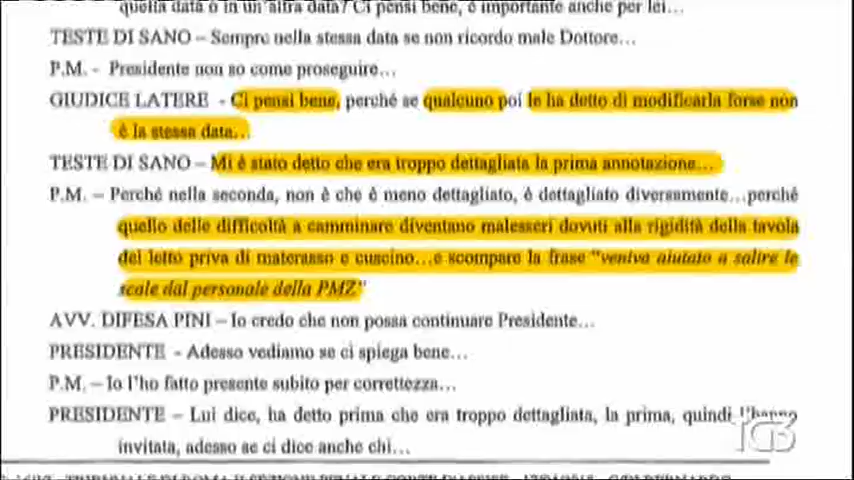 quella data o in un'altra data? Ci pensi bene, è importante anche per lei…
TESTE DI SANO – Sempre nella stessa data se non ricordo male Dottore…
P.M. - Presidente non so come proseguire…
GIUDICE LATERE - Ci pensi bene, perché se qualcuno poi le ha detto di modificarla forse non
è la stessa data…
TESTE DI SANO – Mi è stato detto che era troppo dettagliata la prima annotazione…
P.M. – Perché nella seconda, non è che è meno dettagliato, è dettagliato diversamente…perché
quello delle difficoltà a camminare diventano malesseri dovuti alla rigidità della tavola
del letto priva di materasso e cuscino…e scompare la frase "veniva aiutato a salire le
scale dal personale della PMZ"
AVV. DIFESA PINI – Io credo che non possa continuare Presidente…
PRESIDENTE - Adesso vediamo se ci spiega bene…
P.M. – Io l'ho fatto presente subito per correttezza…
PRESIDENTE – Lui dice, ha detto prima che era troppo dettagliata, la prima, quindi l'hanno
invitata, adesso se ci dice anche chi…
TG3